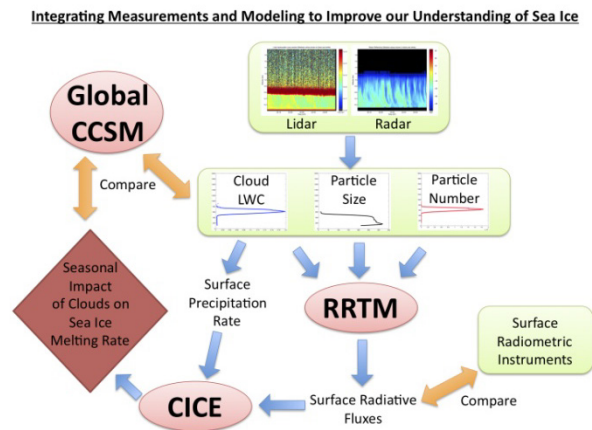 Integrating Measurements and Modeling to Improve our Understanding of Sea Ice
Global
CCSM
Lidar
Radar
Compare
Cloud
LWC
Particle
Size
Particle
Number
Seasonal
Impact
of Clouds on
Sea Ice
Melting Rate
Surface
Precipitation
Rate
RRTM
Surface
Radiometric
Instruments
CICE
Surface Radiative
Fluxes
Compare